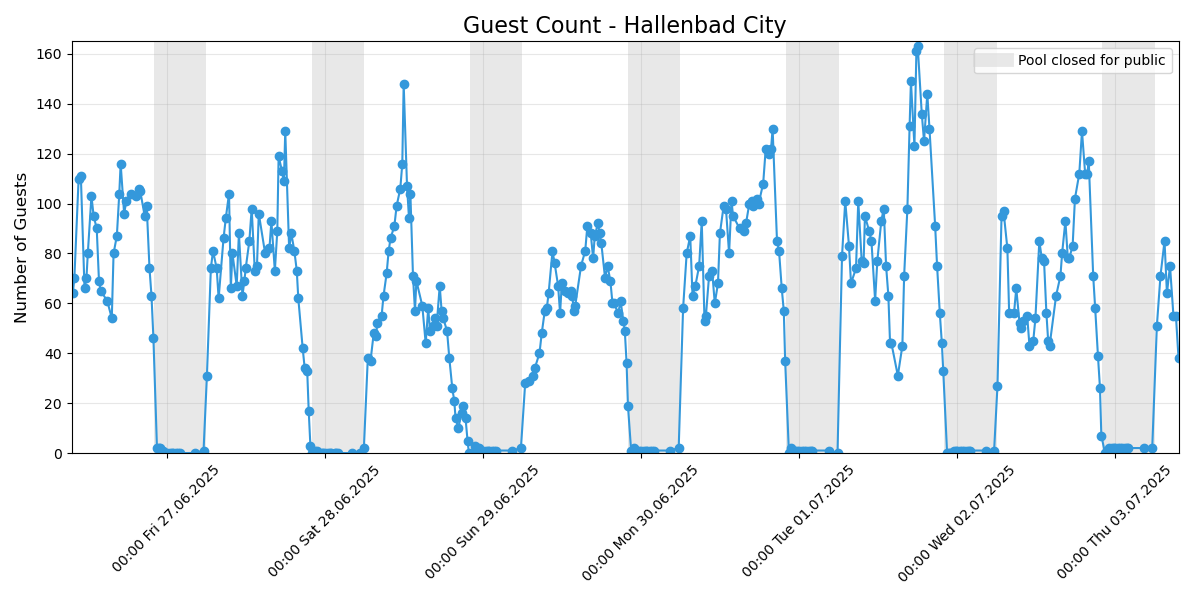 Guest Count - Hallenbad City
Number of Guests
160
140
120
100
80
60
40
20
0
Pool closed for public
00:00 Fri 27.06.2025
00:00 Sat 28.06.2025
00:00 Sun 29.06.2025
00:00 Mon 30.06.2025
00:00 Tue 01.07.2025
00:00 Wed 02.07.2025
00:00 Thu 03.07.2025